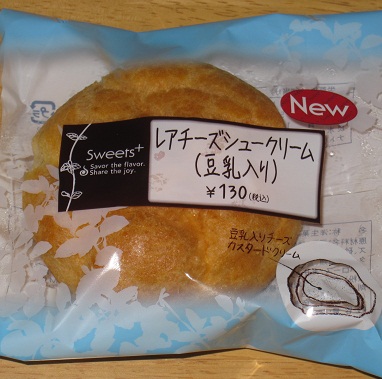 New
Sweets+
Savor the flavor.
Share the joy.
レアチーズシュークリーム
(豆乳入り)
¥130(税込)
豆乳入りチーズ
カスタードクリーム